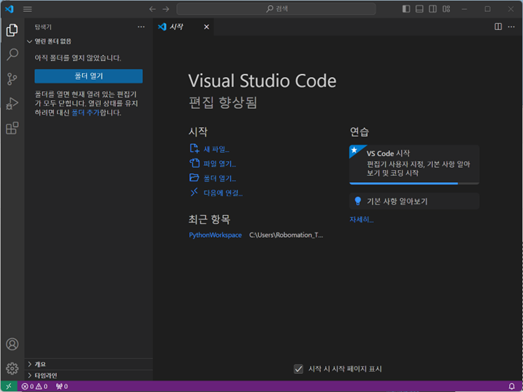 검색
탐색기
열린 폴더 없음
아직 폴더를 열지 않았습니다.
폴더 열기
폴더를 열면 현재 열려 있는 편집기
가 모두 닫힙니다. 열린 상태를 유지
하려면 대신 폴더 추가합니다.
개요
타임라인
시작
Visual Studio Code
편집 향상됨
시작
새 파일...
파일 열기...
폴더 열기...
다음에 연결...
최근 항목
PythonWorkspace C:\Users\Robomation_T...
연습
VS Code 시작
편집기 사용자 지정, 기본 사항 알아
보기 및 코딩 시작
기본 사항 알아보기
자세히...
시작 시 시작 페이지 표시
0 0 0